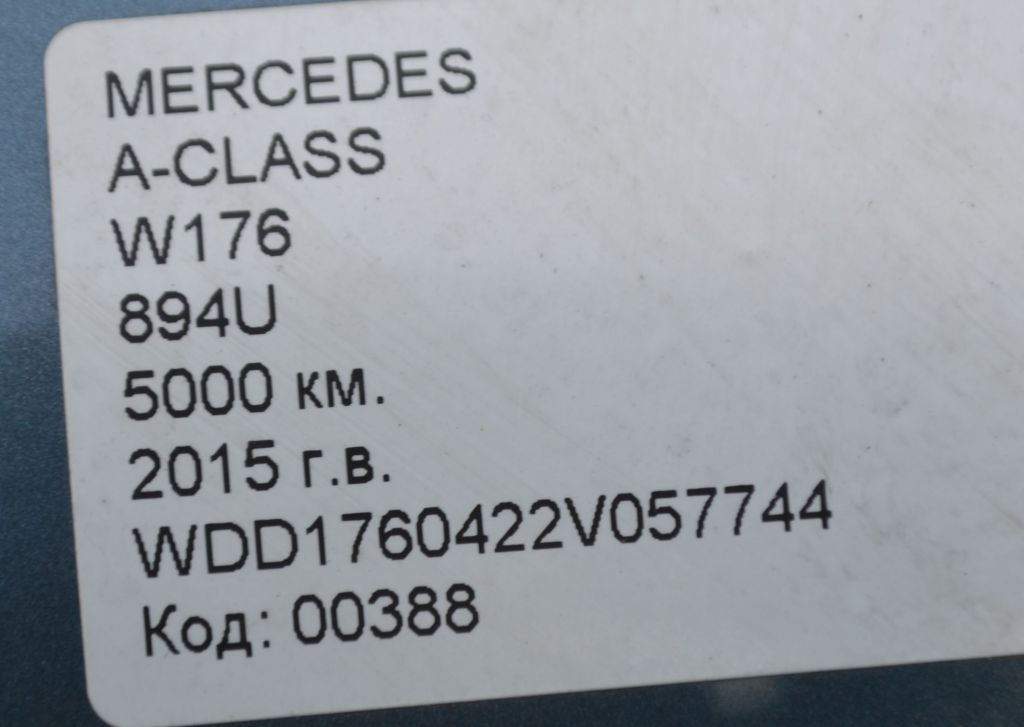 MERCEDES
A-CLASS
W176
894U
5000 км.
2015 г.в.
WDD1760422V057744
Код: 00388